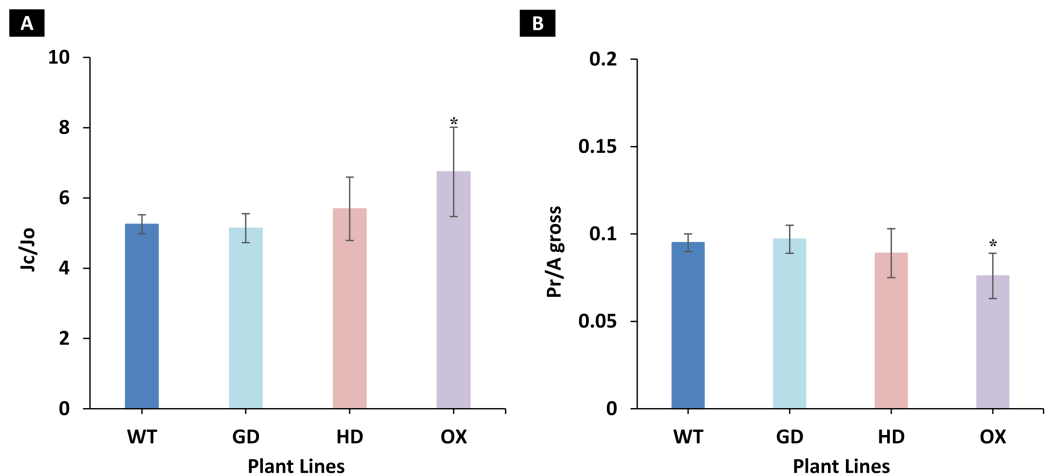 A
10
8
6
4
2
0
Jc/Jo
*
WT GD HD OX
Plant Lines
B
0.2
0.15
0.1
0.05
0
Pr/A gross
*
WT GD HD OX
Plant Lines